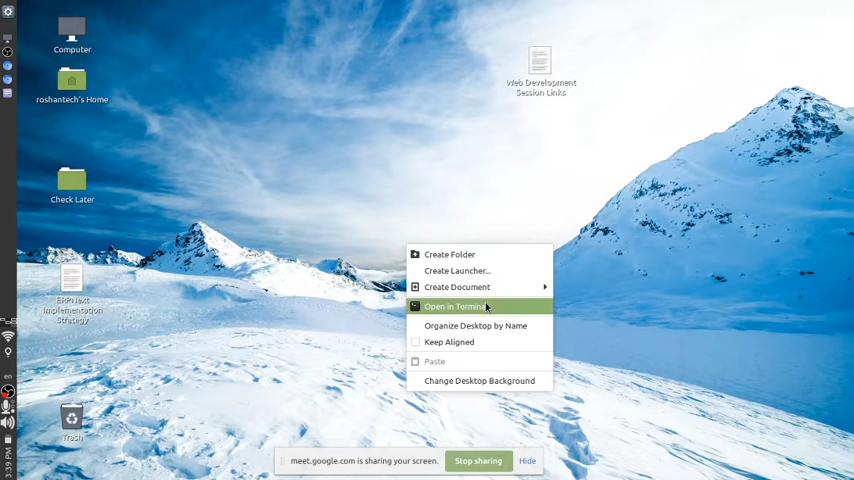 Computer
roshantech's Home
Web Development
Session Links
Check Later
Create Folder
Create Launcher...
Create Document
ERPNext
Implementation
Strategy
Open in Terminal
Organize Desktop by Name
Keep Aligned
Paste
Change Desktop Background
en
Trash
meet.google.com is sharing your screen.
Stop sharing
Hide
3:39 PM